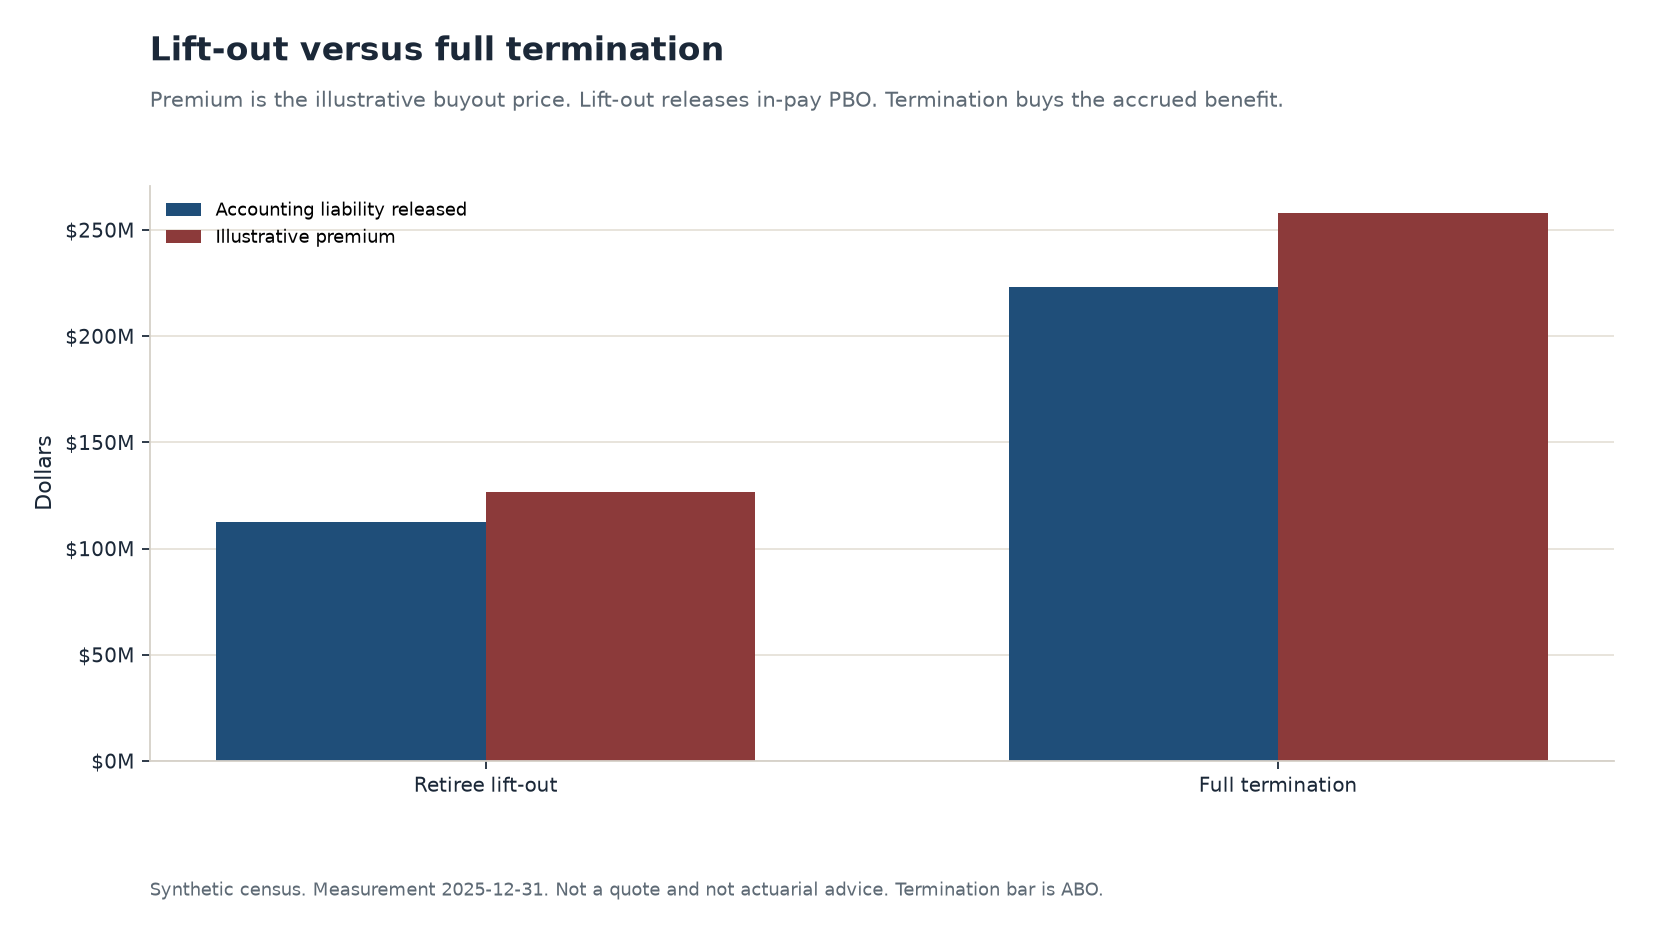 Lift-out versus full termination
Premium is the illustrative buyout price. Lift-out releases in-pay PBO. Termination buys the accrued benefit.
Accounting liability released
Illustrative premium
Dollars
$250M
$200M
$150M
$100M
$50M
$0M
Retiree lift-out
Full termination
Synthetic census. Measurement 2025-12-31. Not a quote and not actuarial advice. Termination bar is ABO.